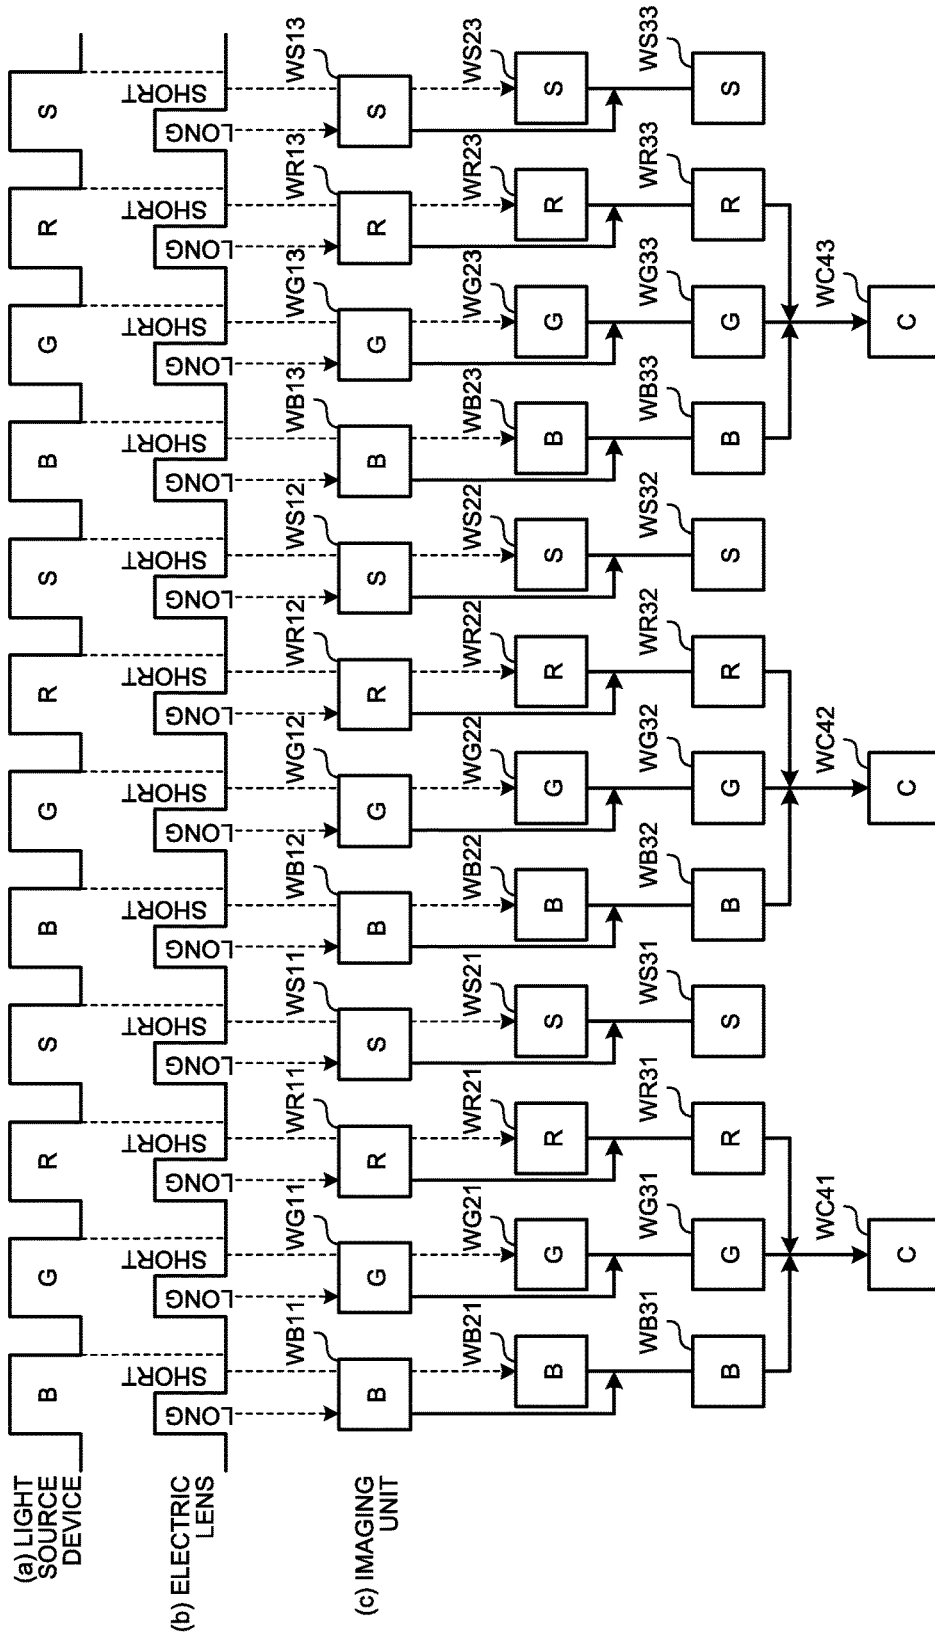 (a) LIGHT
SOURCE
DEVICE
B G R S B G R S B G R S
(b) ELECTRIC
LENS
LONG SHORT LONG SHORT LONG SHORT LONG SHORT LONG SHORT LONG SHORT LONG SHORT LONG SHORT LONG SHORT LONG SHORT LONG SHORT LONG SHORT
(c) IMAGING
UNIT
WB11 WG11 WR11 WS11 WB12 WG12 WR12 WS12 WB13 WG13 WR13 WS13
B G R S B G R S B G R S
WB21 WG21 WR21 WS21 WB22 WG22 WR22 WS22 WB23 WG23 WR23 WS23
B G R S B G R S B G R S
WB31 WG31 WR31 WS31 WB32 WG32 WR32 WS32 WB33 WG33 WR33 WS33
B G R S B G R S B G R S
WC41 WC42 WC43
C C C